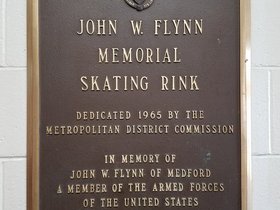 JOHN W. FLYNN
MEMORIAL
SKATING RINK
DEDICATED 1965 BY THE
METROPOLITAN DISTRICT COMMISSION
IN MEMORY OF
JOHN W. FLYNN OF MEDFORD
A MEMBER OF THE ARMED FORCES
OF THE UNITED STATES